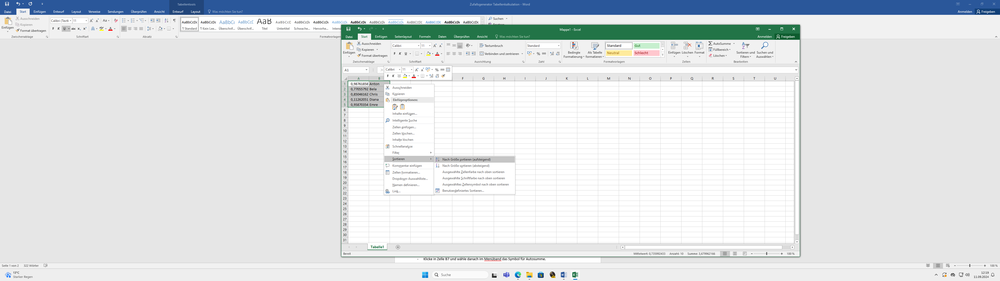 Tabellentools
Zufallsgenerator Tabellenkalkulation - Word
Datei Start Einfügen Entwurf Layout Verweise Sendungen Überprüfen Ansicht Entwurf Layout Was möchten Sie tun? Anmelden Freigeben
Einfügen
Ausschneiden
Kopieren
Format übertragen
Zwischenablage
Calibri (Textk 11
Schriftart
Absatz
AaBbCcDc AaBbCcDc AaBbCc AaBbCcD AaB AaBbCcD AaBbCcDc AaBbCcDc AaBbCcDc AaBbCcDc AaBbCcDc AaBbCcDc AaBbCcDd AaBbCcDd AaBbCcDc AaBbCcDc
¶ Standard ¶ Kein Lee... Überschrif... Überschrif... Titel Untertitel Schwache... Hervorhe...
Formatvorlagen
Suchen
Mappe1 - Excel
Datei Start Einfügen Seitenlayout Formeln Daten Überprüfen Ansicht Was möchten Sie tun? Anmelden Freigeben
Einfügen
Ausschneiden
Kopieren
Format übertragen
Zwischenablage
Calibri 11
F K U
Schriftart
Textumbruch
Verbinden und zentrieren
Ausrichtung
Standard
% 000
Zahl
Bedingte Formatierung
Als Tabelle formatieren
Standard Gut
Neutral Schlecht
Formatvorlagen
Einfügen Löschen Format
Zellen
AutoSumme
Füllbereich
Löschen
Sortieren und Filtern
Suchen und Auswählen
Bearbeiten
A1
Calibri 11 % 000
F K
A B F G H I J K L M N O P Q R S T U
1 0,98761858 Anton
2 0,77055792 Bela
3 0,85046162 Chris
4 0,11262051 Diana
5 0,95870354 Emre
6
7
8
9
10
11
12
13
14
15
16
17
18
19
20
21
22
23
24
25
26
27
28
29
30
31
Ausschneiden
Kopieren
Einfügeoptionen:
Inhalte einfügen...
Intelligente Suche
Zellen einfügen...
Zellen löschen...
Inhalte löschen
Schnellanalyse
Filter
Sortieren
Kommentar einfügen
Zellen formatieren...
Dropdown-Auswahlliste...
Namen definieren...
Link...
Nach Größe sortieren (aufsteigend)
Nach Größe sortieren (absteigend)
Ausgewählte Zellenfarbe nach oben sortieren
Ausgewählte Schriftfarbe nach oben sortieren
Ausgewähltes Zellensymbol nach oben sortieren
Benutzerdefiniertes Sortieren...
Tabelle1
Bereit Mittelwert: 0,735992433 Anzahl: 10 Summe: 3,679962166 100 %
- Klicke in Zelle B7 und wähle danach im Menüband das Symbol für Autosumme.
Seite 1 von 2 322 Wörter 100 %
13°C
Starker Regen
Suche
12:19
11.09.2024